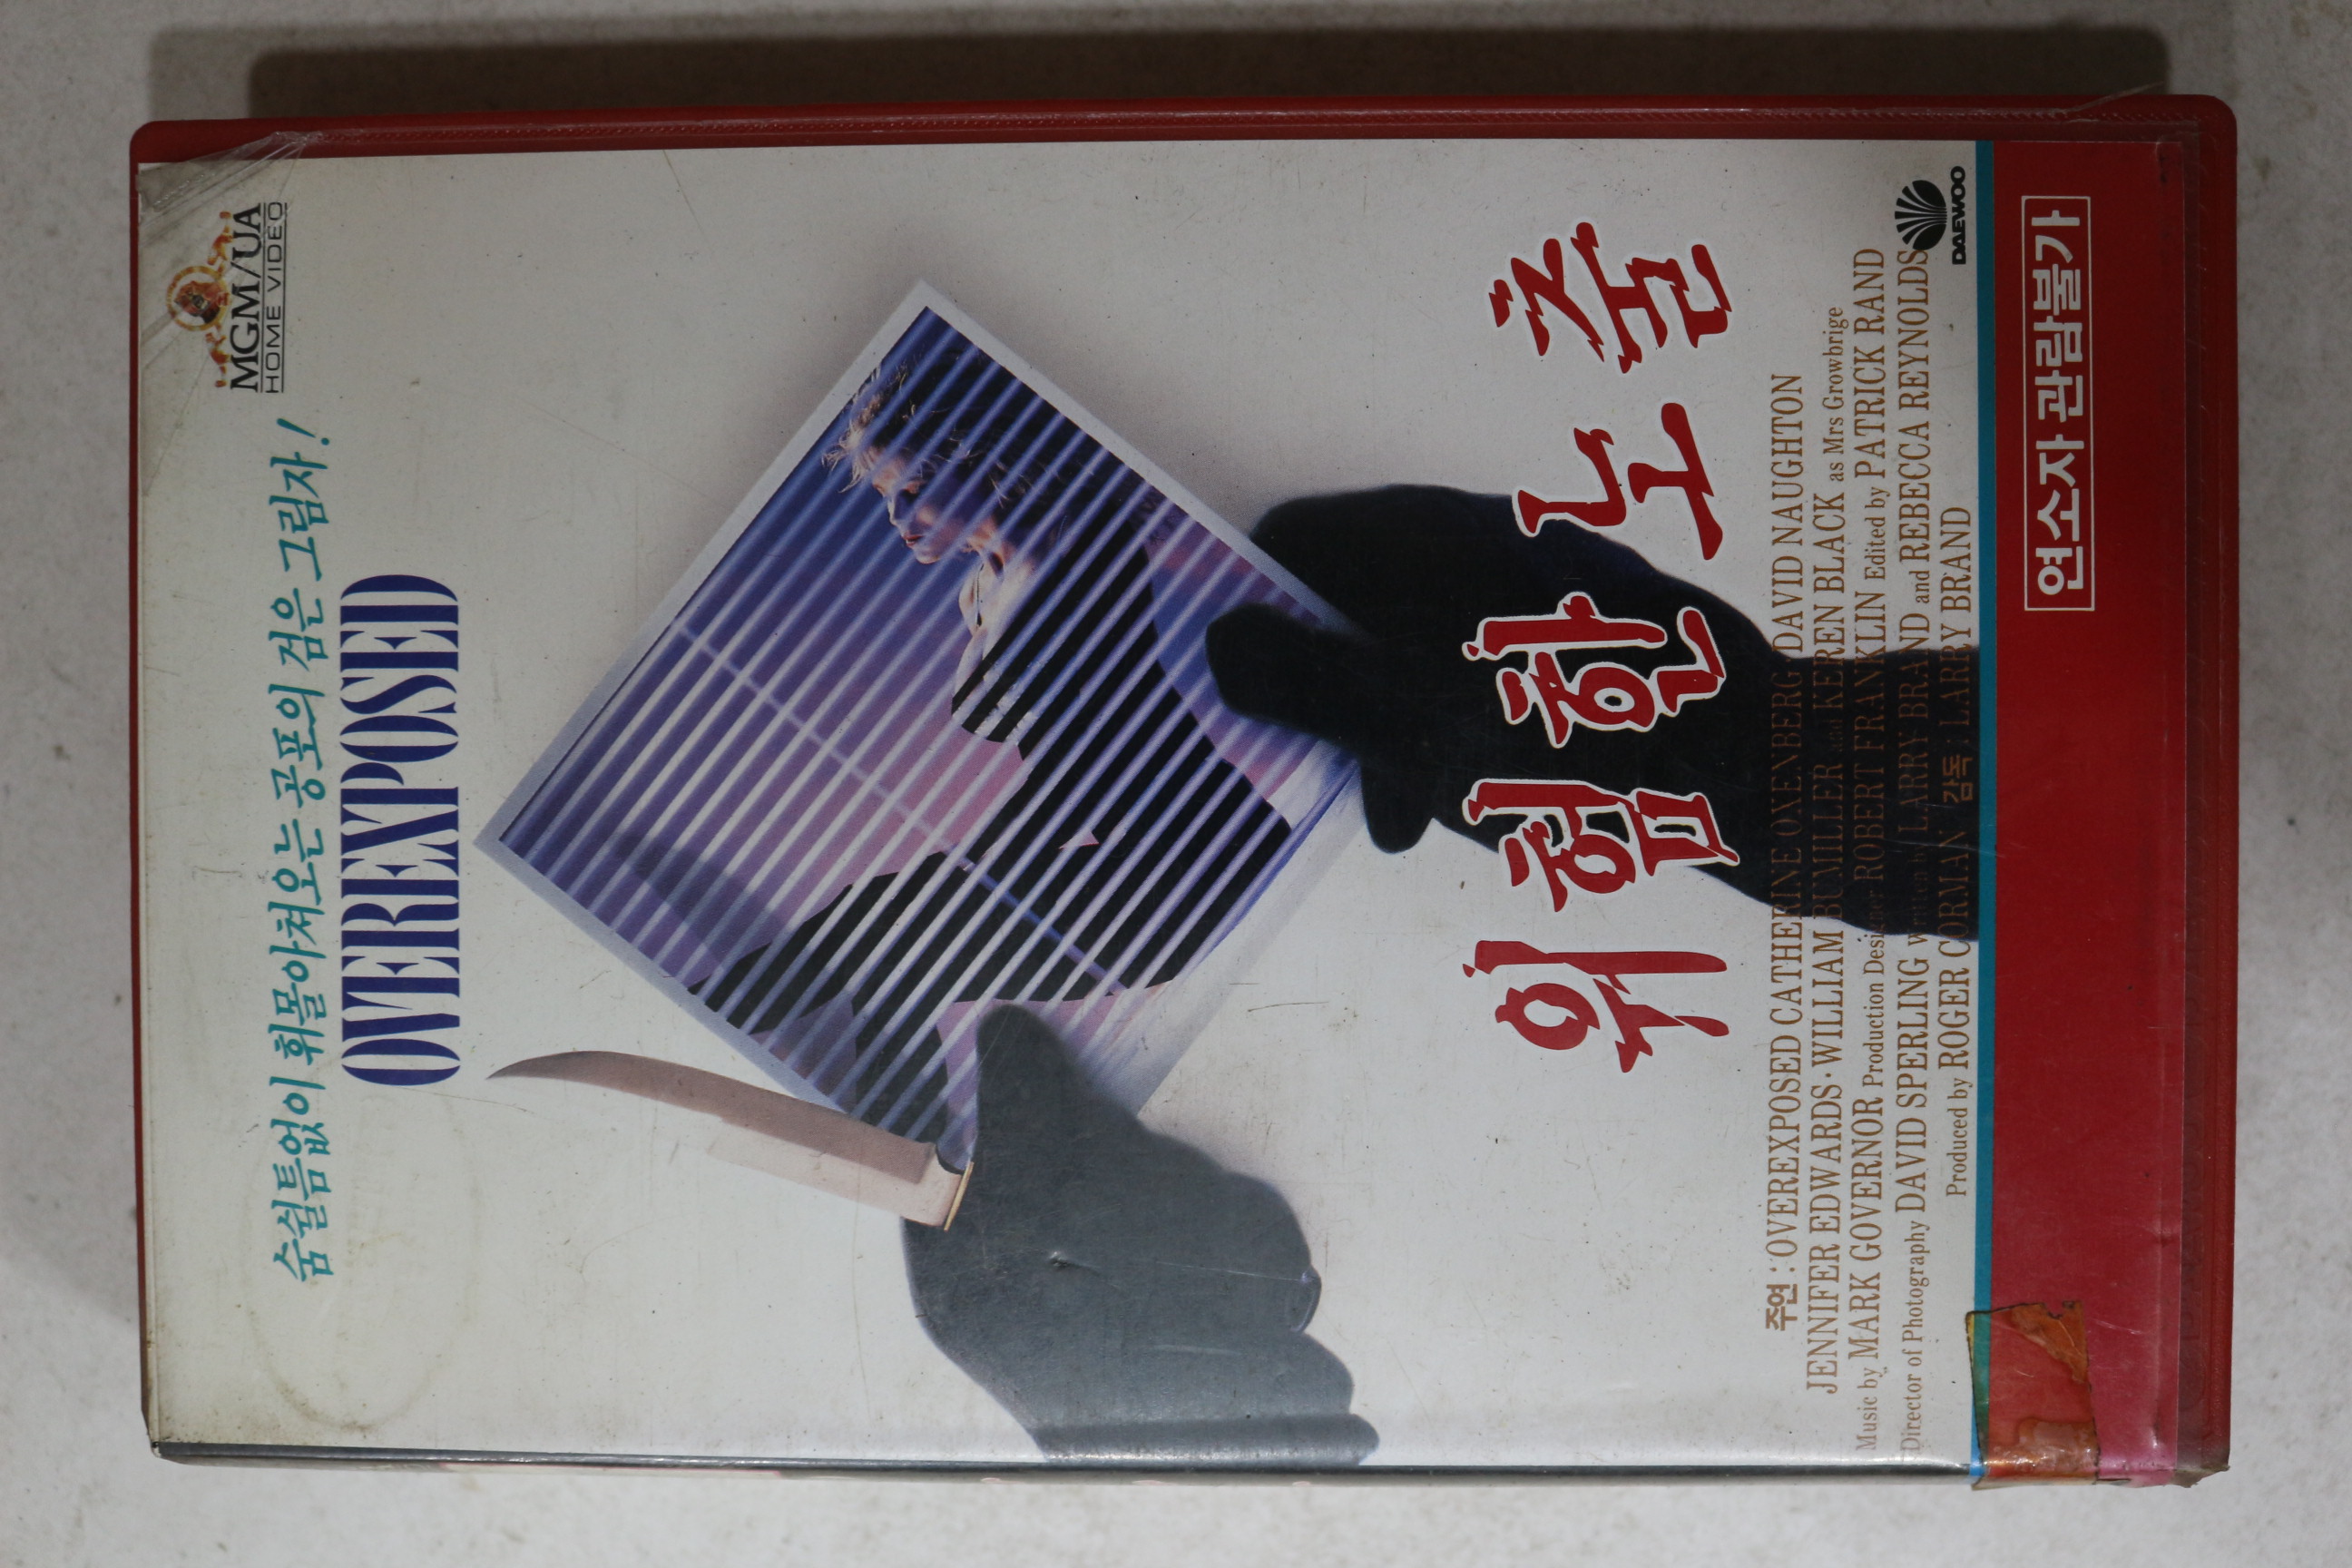 MGM/UA
HOME VIDEO
숨쉴틈없이 휘몰아쳐오는 공포의 검은 그림자!
OVEREXPOSED
위험한 노출
주연 : OVEREXPOSED CATHERINE OXENBERG DAVID NAUGHTON
JENNIFER EDWARDS · WILLIAM BUMILLER and KEREN BLACK as Mrs Growbrige
Music by MARK GOVERNOR Production Designer ROBERT FRANKLIN Edited by PATRICK RAND
Director of Photography DAVID SPERLING written by LARRY BRAND and REBECCA REYNOLDS
Produced by ROGER CORMAN 감독 : LARRY BRAND
DAEWOO
연소자 관람불가